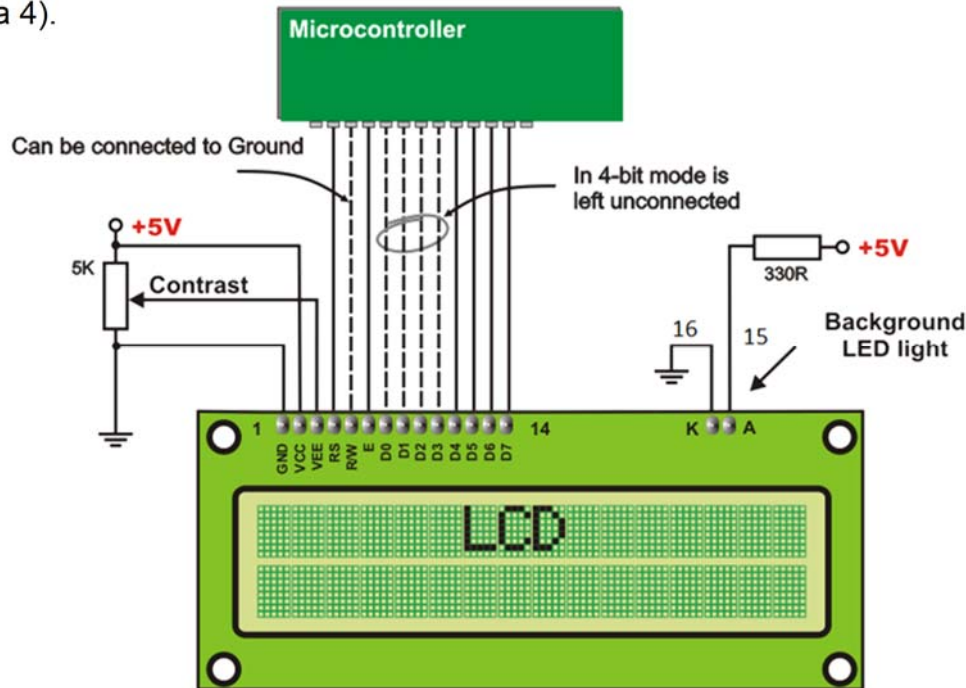 a 4).
Microcontroller
Can be connected to Ground
In 4-bit mode is
left unconnected
+5V
5K
Contrast
+5V
330R
16
15
Background
LED light
1
14
K
A
GND
VCC
VEE
RS
R/W
E
D0
D1
D2
D3
D4
D5
D6
D7
LCD